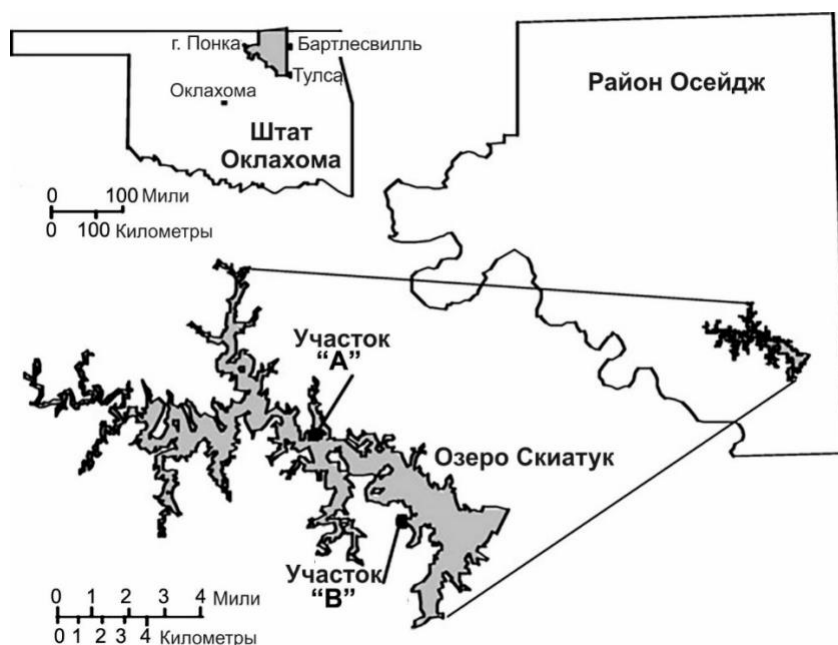 г. Понка
Бартлесвилль
Тулса
Оклахома
Штат
Оклахома
Район Осейдж
0 100 Мили
0 100 Километры
Участок
“А”
Озеро Скиатук
Участок
“В”
0 1 2 3 4 Мили
0 1 2 3 4 Километры